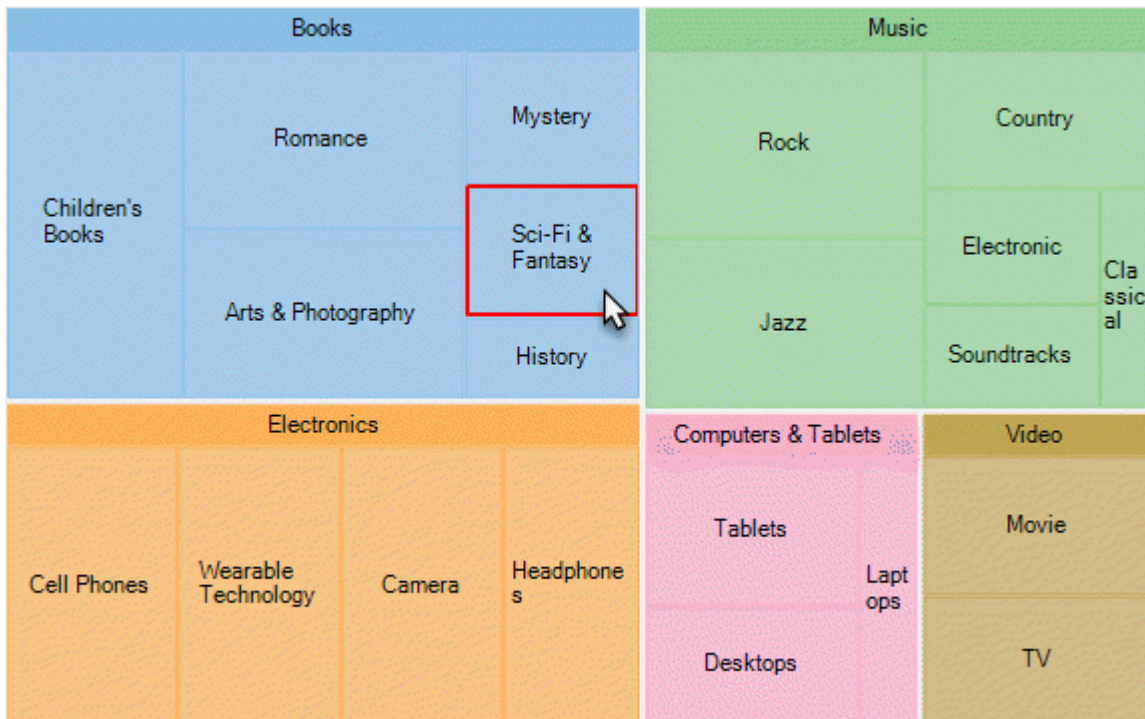 Books
Music
Children's
Books
Romance
Arts & Photography
Mystery
Sci-Fi &
Fantasy
History
Rock
Jazz
Country
Electronic
Soundtracks
Cla
ssic
al
Electronics
Computers & Tablets
Video
Cell Phones
Wearable
Technology
Camera
Headphone
s
Tablets
Desktops
Lapt
ops
Movie
TV